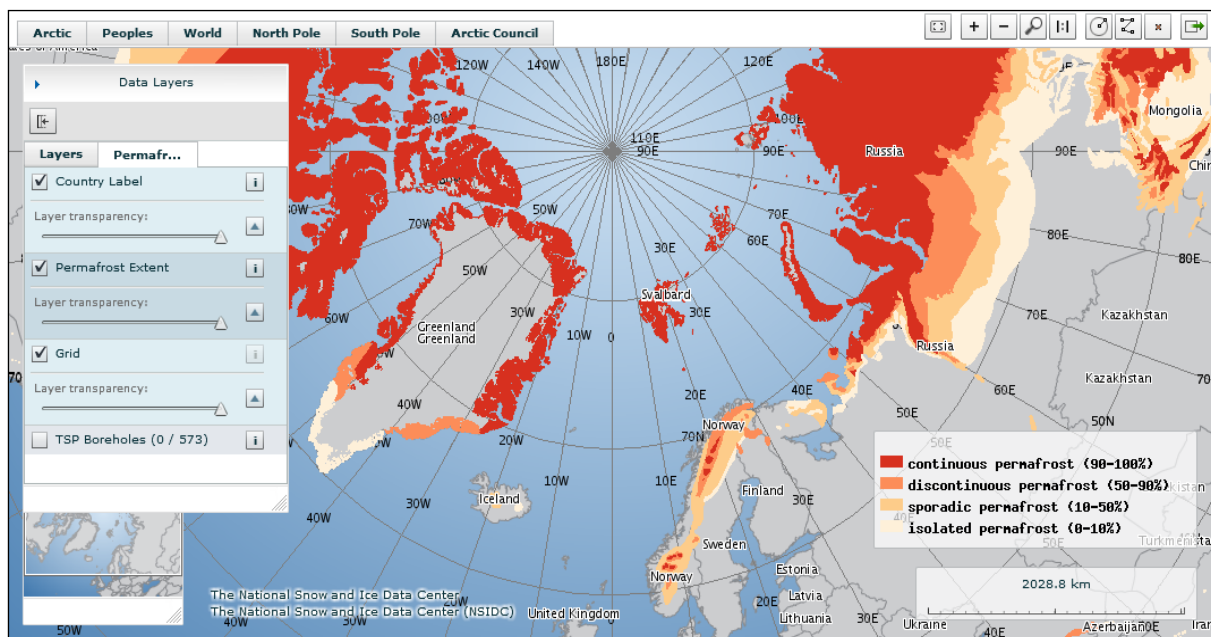 Arctic
Peoples
World
North Pole
South Pole
Arctic Council
Data Layers
Layers
Permafr...
Country Label
i
Layer transparency:
Permafrost Extent
i
Layer transparency:
Grid
i
Layer transparency:
TSP Boreholes (0 / 573)
i
120W
140W
180E
120E
110E
90E
100E
90E
Russia
90E
Mongolia
80E
80E
70W
50W
50W
30W
30W
60W
40W
20W
10W
0
Greenland
Greenland
Svalbard
30E
30E
20E
10E
70E
60E
40E
Russia
70E
60E
50E
50N
70N
Kazakhstan
Kazakhstan
Norway
Finland
Sweden
Norway
Iceland
10W
20W
30W
40W
50W
Estonia
Latvia
Lithuania
Ukraine
United Kingdom
Azerbaijan
30E
20E
continuous permafrost (90-100%)
discontinuous permafrost (50-90%)
sporadic permafrost (10-50%)
isolated permafrost (0-10%)
2028.8 km
The National Snow and Ice Data Center
The National Snow and Ice Data Center (NSIDC)